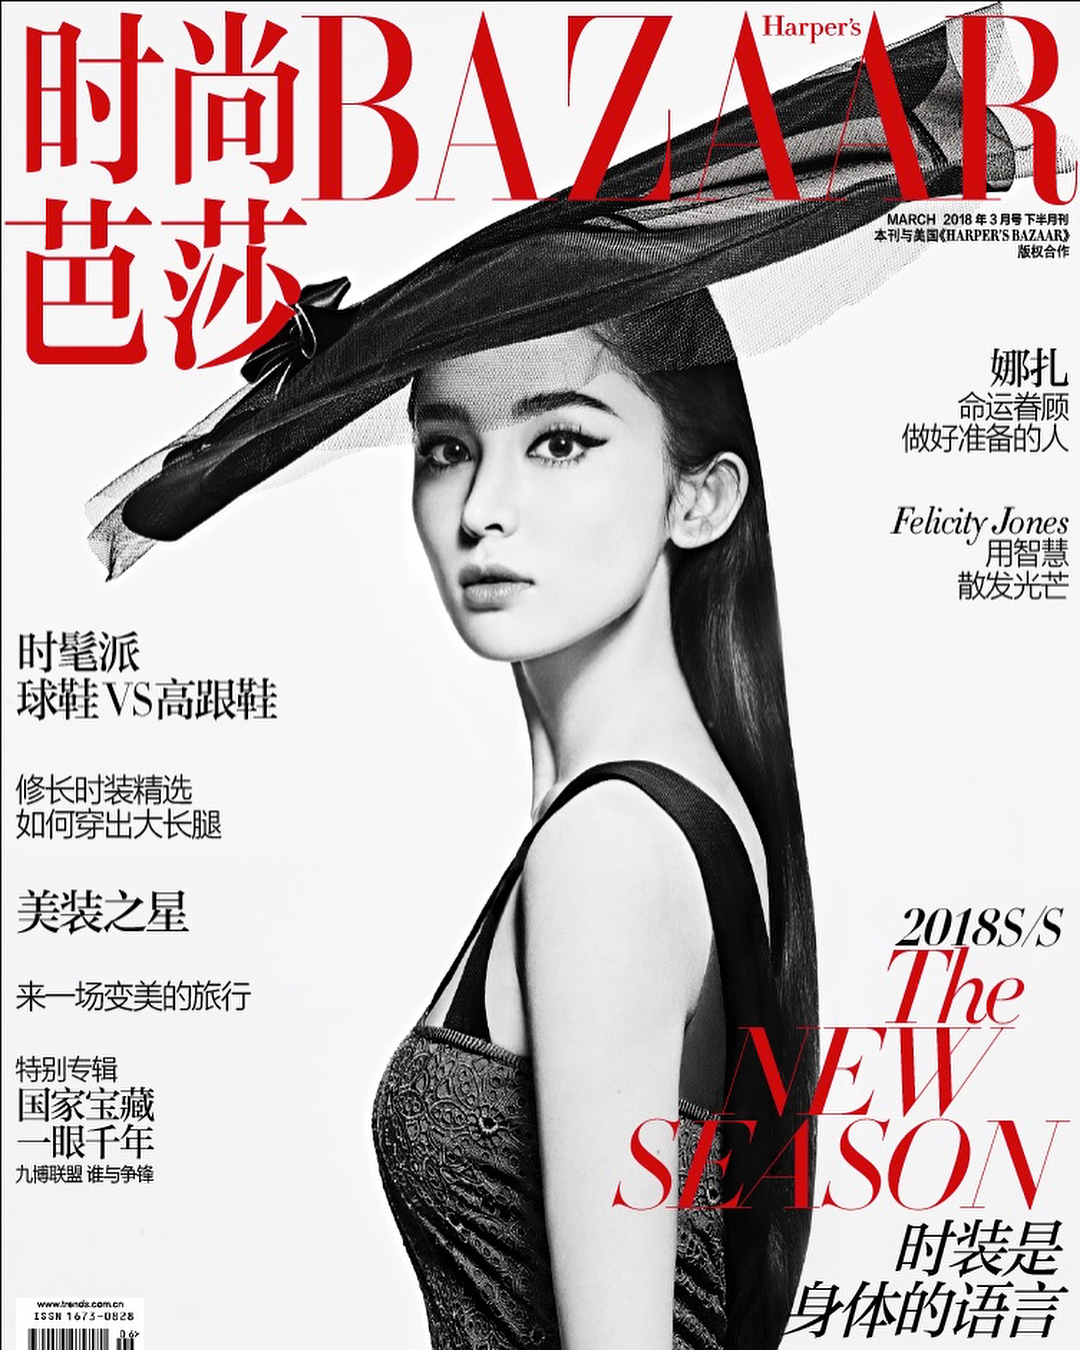 时尚
芭莎
Harper's
BAZAAR
MARCH 2018年3月号 下半月刊
本刊与美国《HARPER'S BAZAAR》
版权合作
娜扎
命运眷顾
做好准备的人
Felicity Jones
用智慧
散发光芒
时髦派
球鞋VS高跟鞋
修长时装精选
如何穿出大长腿
美装之星
来一场变美的旅行
特别专辑
国家宝藏
一眼千年
九博联盟 谁与争锋
2018S/S
The
NEW
SEASON
时装是
身体的语言
www.trends.com.cn
ISSN 1673-0828
06>